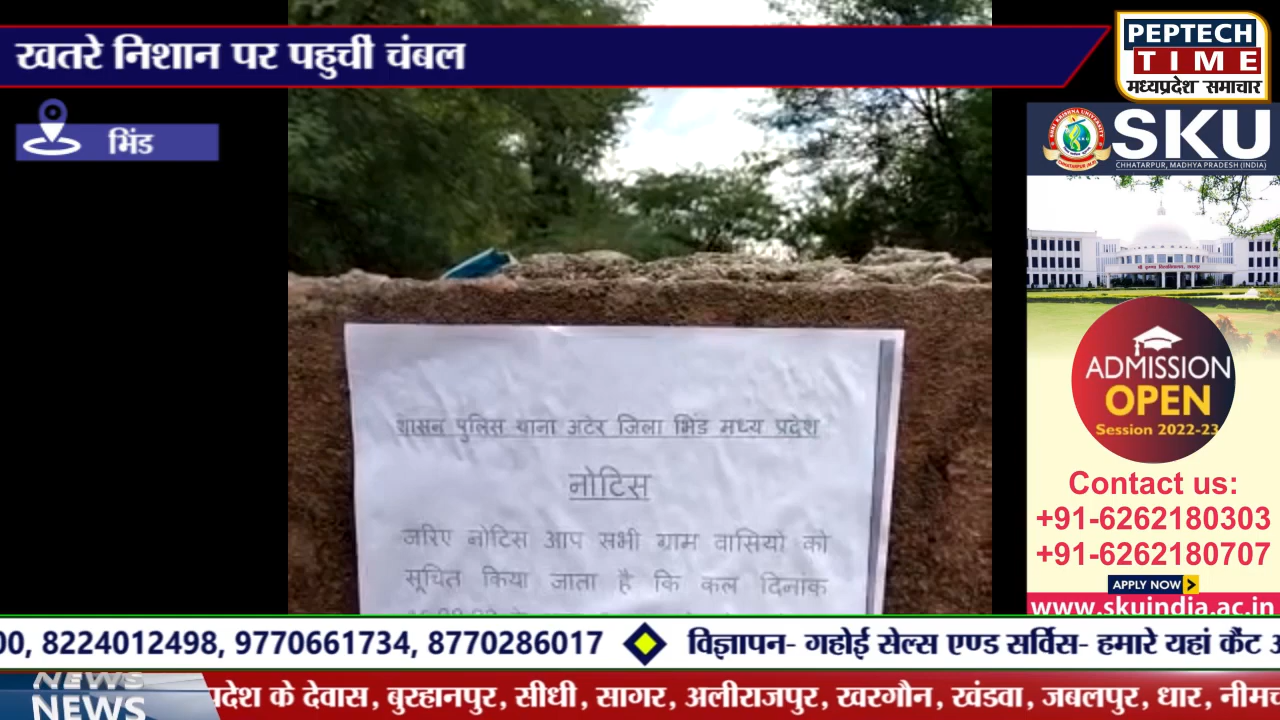 खतरे निशान पर पहुचीं चंबल
PEPTECH
TIME
मध्यप्रदेश समाचार
भिंड
SKU
CHHATARPUR, MADHYA PRADESH (INDIA)
शासन पुलिस थाना अटेर जिला भिंड मध्य प्रदेश
नोटिस
जरिए नोटिस आप सभी ग्राम वासियो को
सूचित किया जाता है कि कल दिनांक
ADMISSION
OPEN
Session 2022-23
Contact us:
+91-6262180303
+91-6262180707
APPLY NOW
www.skuindia.ac.in
00, 8224012498, 9770661734, 8770286017 विज्ञापन- गहोई सेल्स एण्ड सर्विस- हमारे यहां कैंट
NEWS
NEWS
प्रदेश के देवास, बुरहानपुर, सीधी, सागर, अलीराजपुर, खरगौन, खंडवा, जबलपुर, धार, नीमच